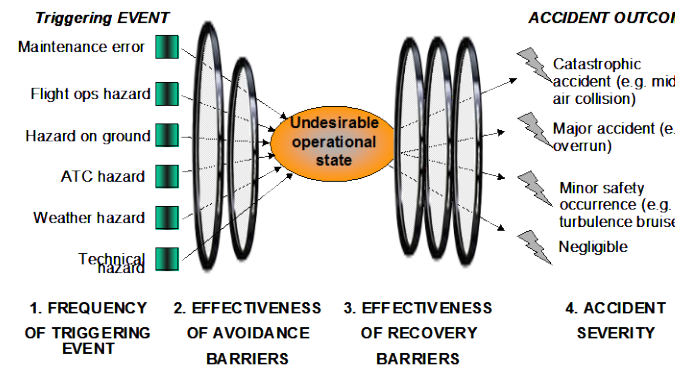 Triggering EVENT
ACCIDENT OUTCOM
Maintenance error
Flight ops hazard
Hazard on ground
ATC hazard
Weather hazard
Technical
hazard
Undesirable
operational
state
Catastrophic
accident (e.g. mid
air collision)
Major accident (e.
overrun)
Minor safety
occurrence (e.g.
turbulence bruise
Negligible
1. FREQUENCY
OF TRIGGERING
EVENT
2. EFFECTIVENESS
OF AVOIDANCE
BARRIERS
3. EFFECTIVENESS
OF RECOVERY
BARRIERS
4. ACCIDENT
SEVERITY